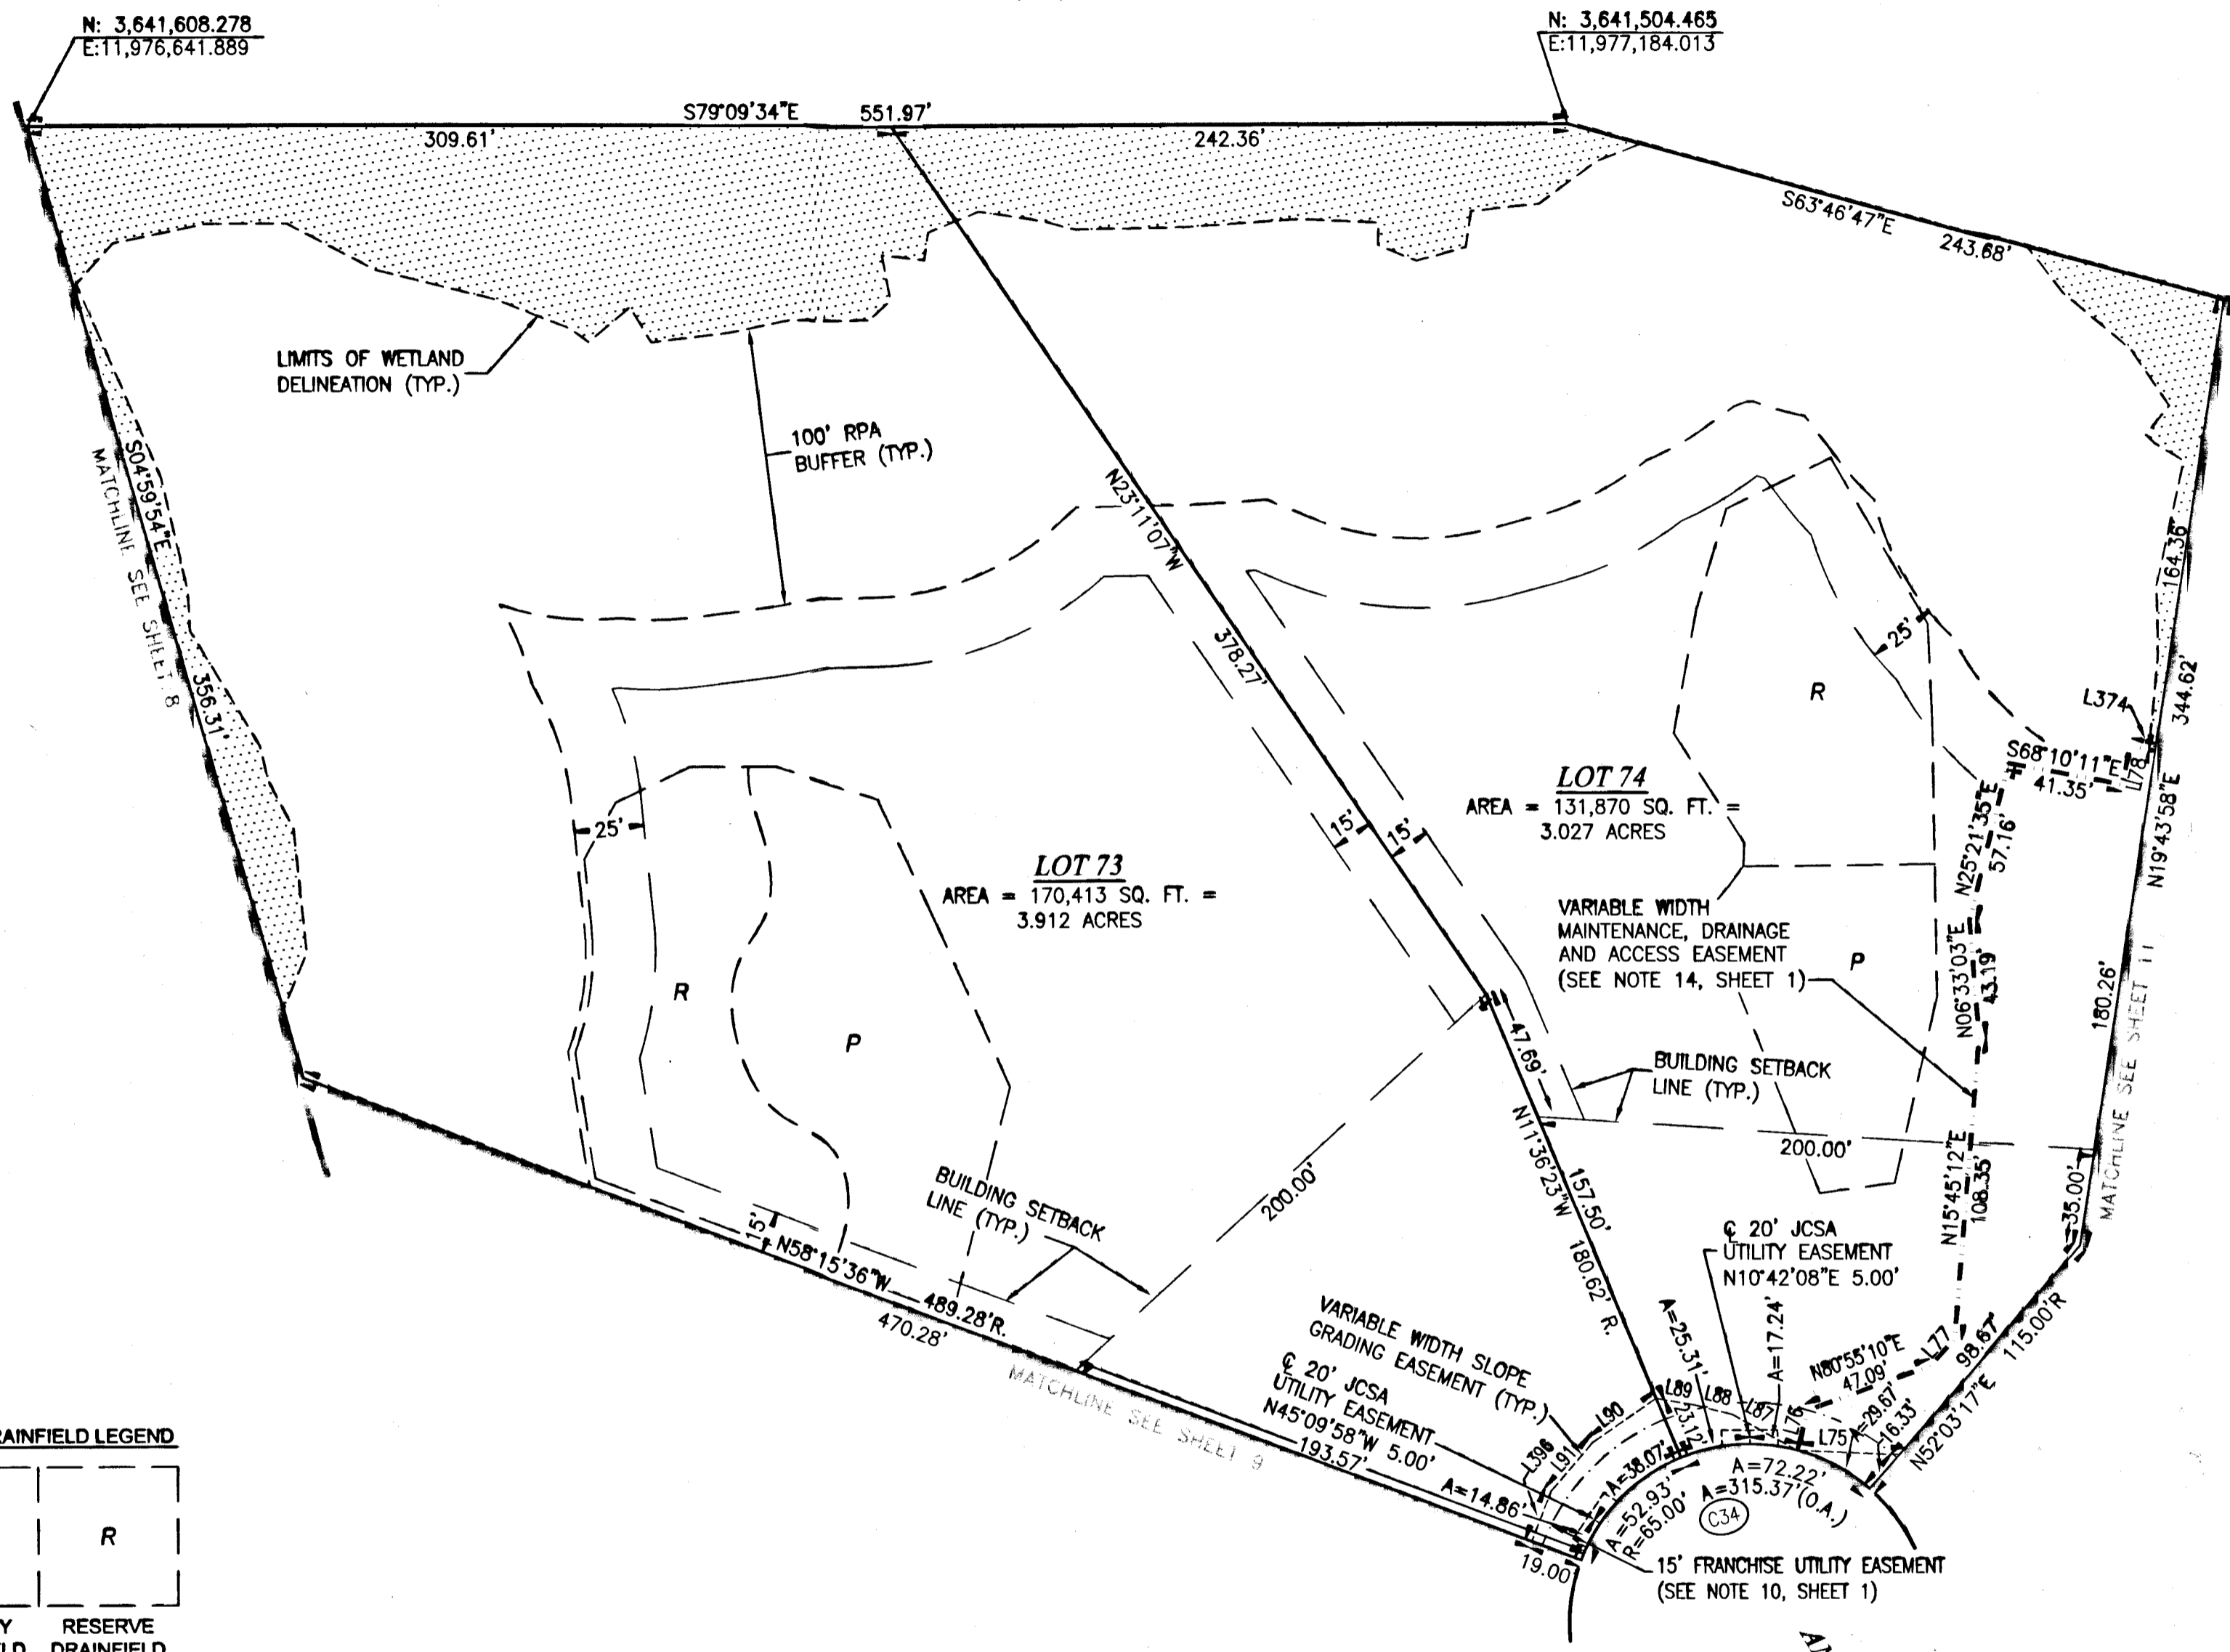 N: 3,641,608.278
E:11,976,641.889
N: 3,641,504.465
E:11,977,184.013
S79°09'34"E
551.97'
309.61'
242.36'
S63°46'47"E
243.68'
LIMITS OF WETLAND
DELINEATION (TYP.)
100' RPA
BUFFER (TYP.)
S04°59'54"E
356.31'
MATCHLINE SEE SHEET 8
N23°11'07"W
378.27'
25'
R
164.36'
344.62'
L374
S68°10'11"E
41.35'
L78
N19°43'58"E
180.26'
MATCHLINE SEE SHEET 11
LOT 74
AREA = 131,870 SQ. FT. =
3.027 ACRES
15'
15'
25'
LOT 73
AREA = 170,413 SQ. FT. =
3.912 ACRES
N25°21'35"E
57.16'
VARIABLE WIDTH
MAINTENANCE, DRAINAGE
AND ACCESS EASEMENT
(SEE NOTE 14, SHEET 1)
P
N06°33'03"E
43.19'
R
P
47.69'
BUILDING SETBACK
LINE (TYP.)
N11°36'23"W
157.50'
180.62' R.
200.00'
N15°45'12"E
108.35'
35.00'
BUILDING SETBACK
LINE (TYP.)
200.00'
15'
N58°15'36"W
489.28'R.
470.28'
MATCHLINE SEE SHEET 9
℄ 20' JCSA
UTILITY EASEMENT
N10°42'08"E 5.00'
VARIABLE WIDTH SLOPE
GRADING EASEMENT (TYP.)
℄ 20' JCSA
UTILITY EASEMENT
N45°09'58"W 5.00'
193.57'
A=14.86'
A=25.31'
A=17.24'
N80°55'10"E
47.09'
L77
98.67'
115.00'R
N52°03'17"E
L89
L88
L87
L76
L75
A=29.67'
16.33'
L90
L396
L91
23.12'
A=38.07'
A=52.93'
R=65.00'
A=72.22'
A=315.37'(O.A.)
C34
19.00'
15' FRANCHISE UTILITY EASEMENT
(SEE NOTE 10, SHEET 1)
RAINFIELD LEGEND
R
Y
RESERVE
DRAINFIELD